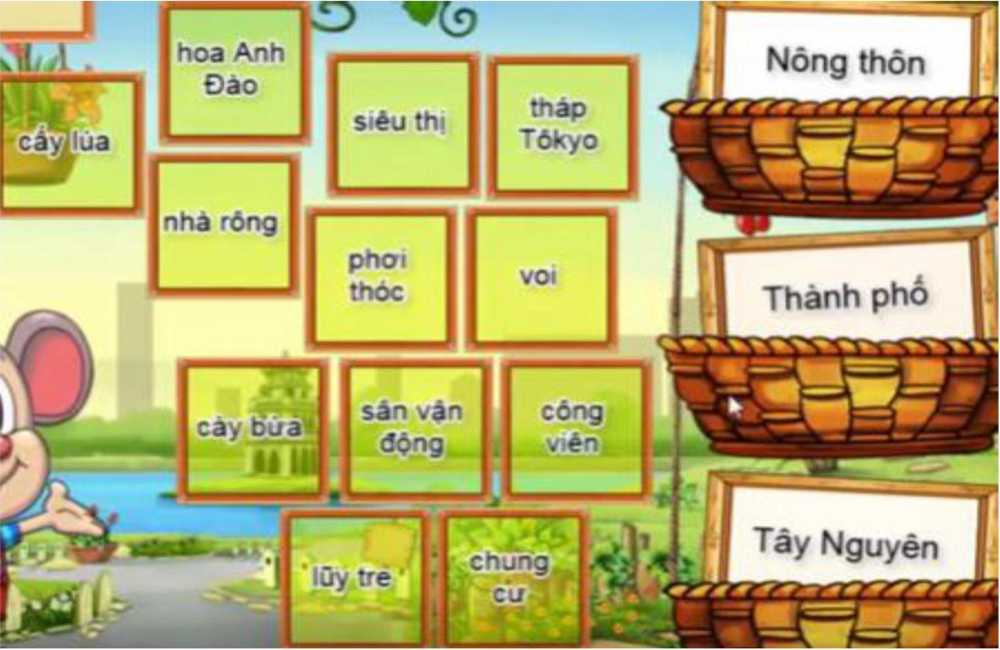 hoa Anh
Đào
cấy lúa
siêu thị
tháp
Tôkyo
nhà rông
phơi
thóc
voi
cày bừa
sân vận
động
công
viên
lũy tre
chung
cư
Nông thôn
Thành phố
Tây Nguyên